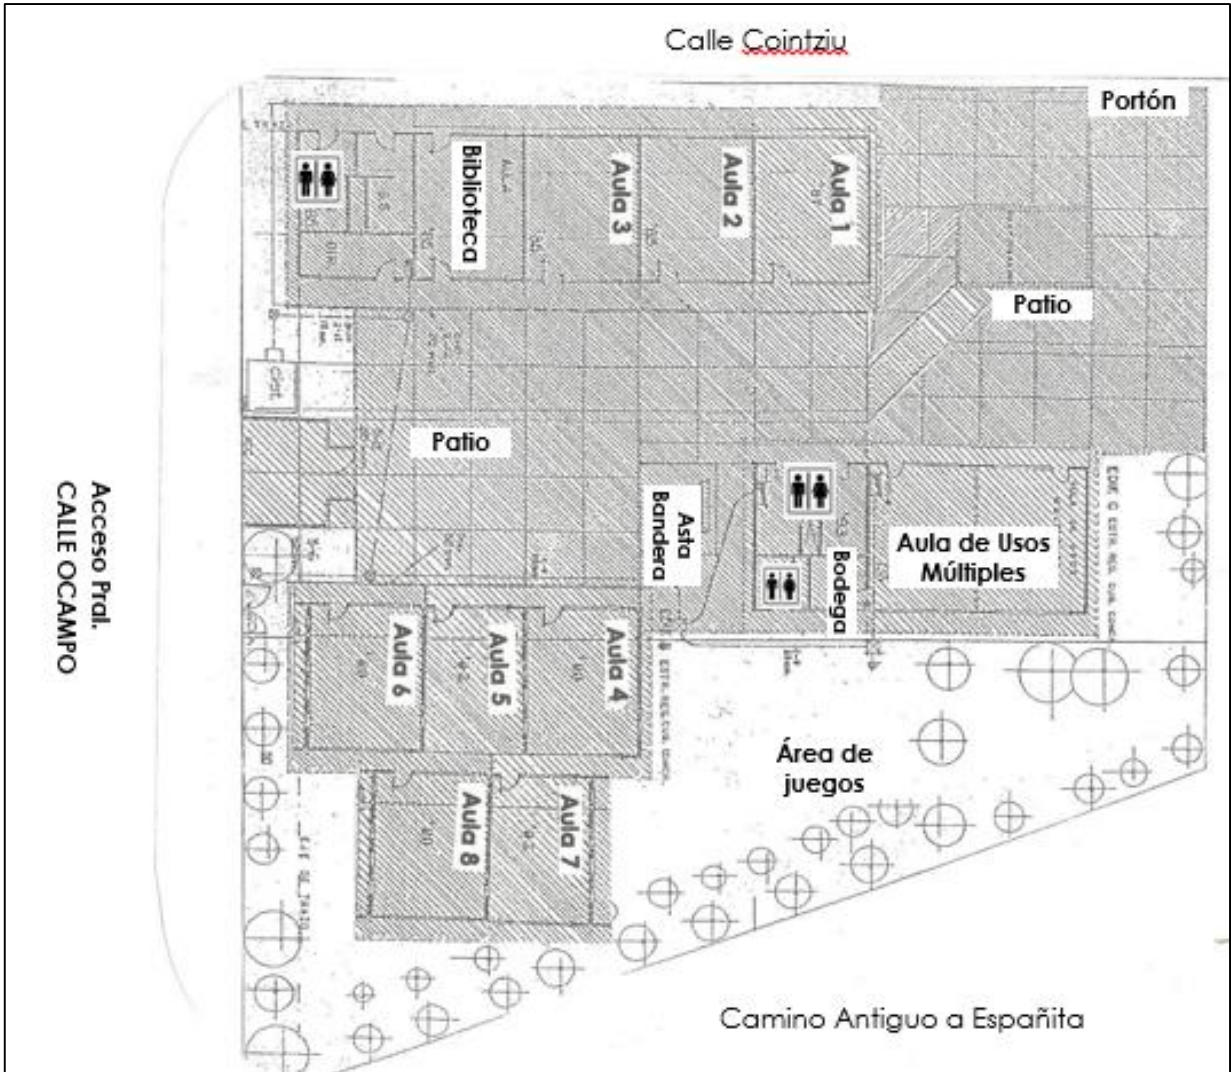 Calle Cointziu
Portón
Biblioteca
AULA
Aula 3
Aula 2
Aula 1
Patio
Patio
Acceso Pral.
CALLE OCAMPO
Asta
Bandera
Bodega
Aula de Usos
Múltiples
Aula 6
Aula 5
Aula 4
Aula 8
Aula 7
Área de
juegos
Camino Antiguo a Españita